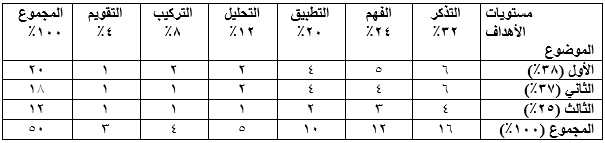 مستويات الأهداف الموضوع | التذكر ٣٢٪ | الفهم ٢٤٪ | التطبيق ٢٠٪ | التحليل ١٢٪ | التركيب ٨٪ | التقويم ٤٪ | المجموع ١٠٠٪
الأول (٣٨٪) | ٦ | ٥ | ٤ | ٢ | ٢ | ١ | ٢٠
الثاني (٣٧٪) | ٦ | ٤ | ٤ | ٢ | ١ | ١ | ١٨
الثالث (٢٥٪) | ٤ | ٣ | ٢ | ١ | ١ | ١ | ١٢
المجموع (١٠٠٪) | ١٦ | ١٢ | ١٠ | ٥ | ٤ | ٣ | ٥٠